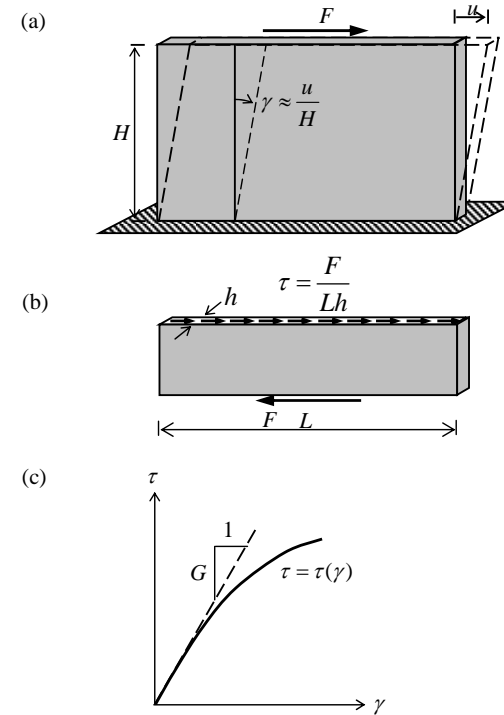 (a)
F
u
H
γ ≈ u/H
(b)
h
τ = F/Lh
F L
(c)
τ
1
G
τ = τ(γ)
γ